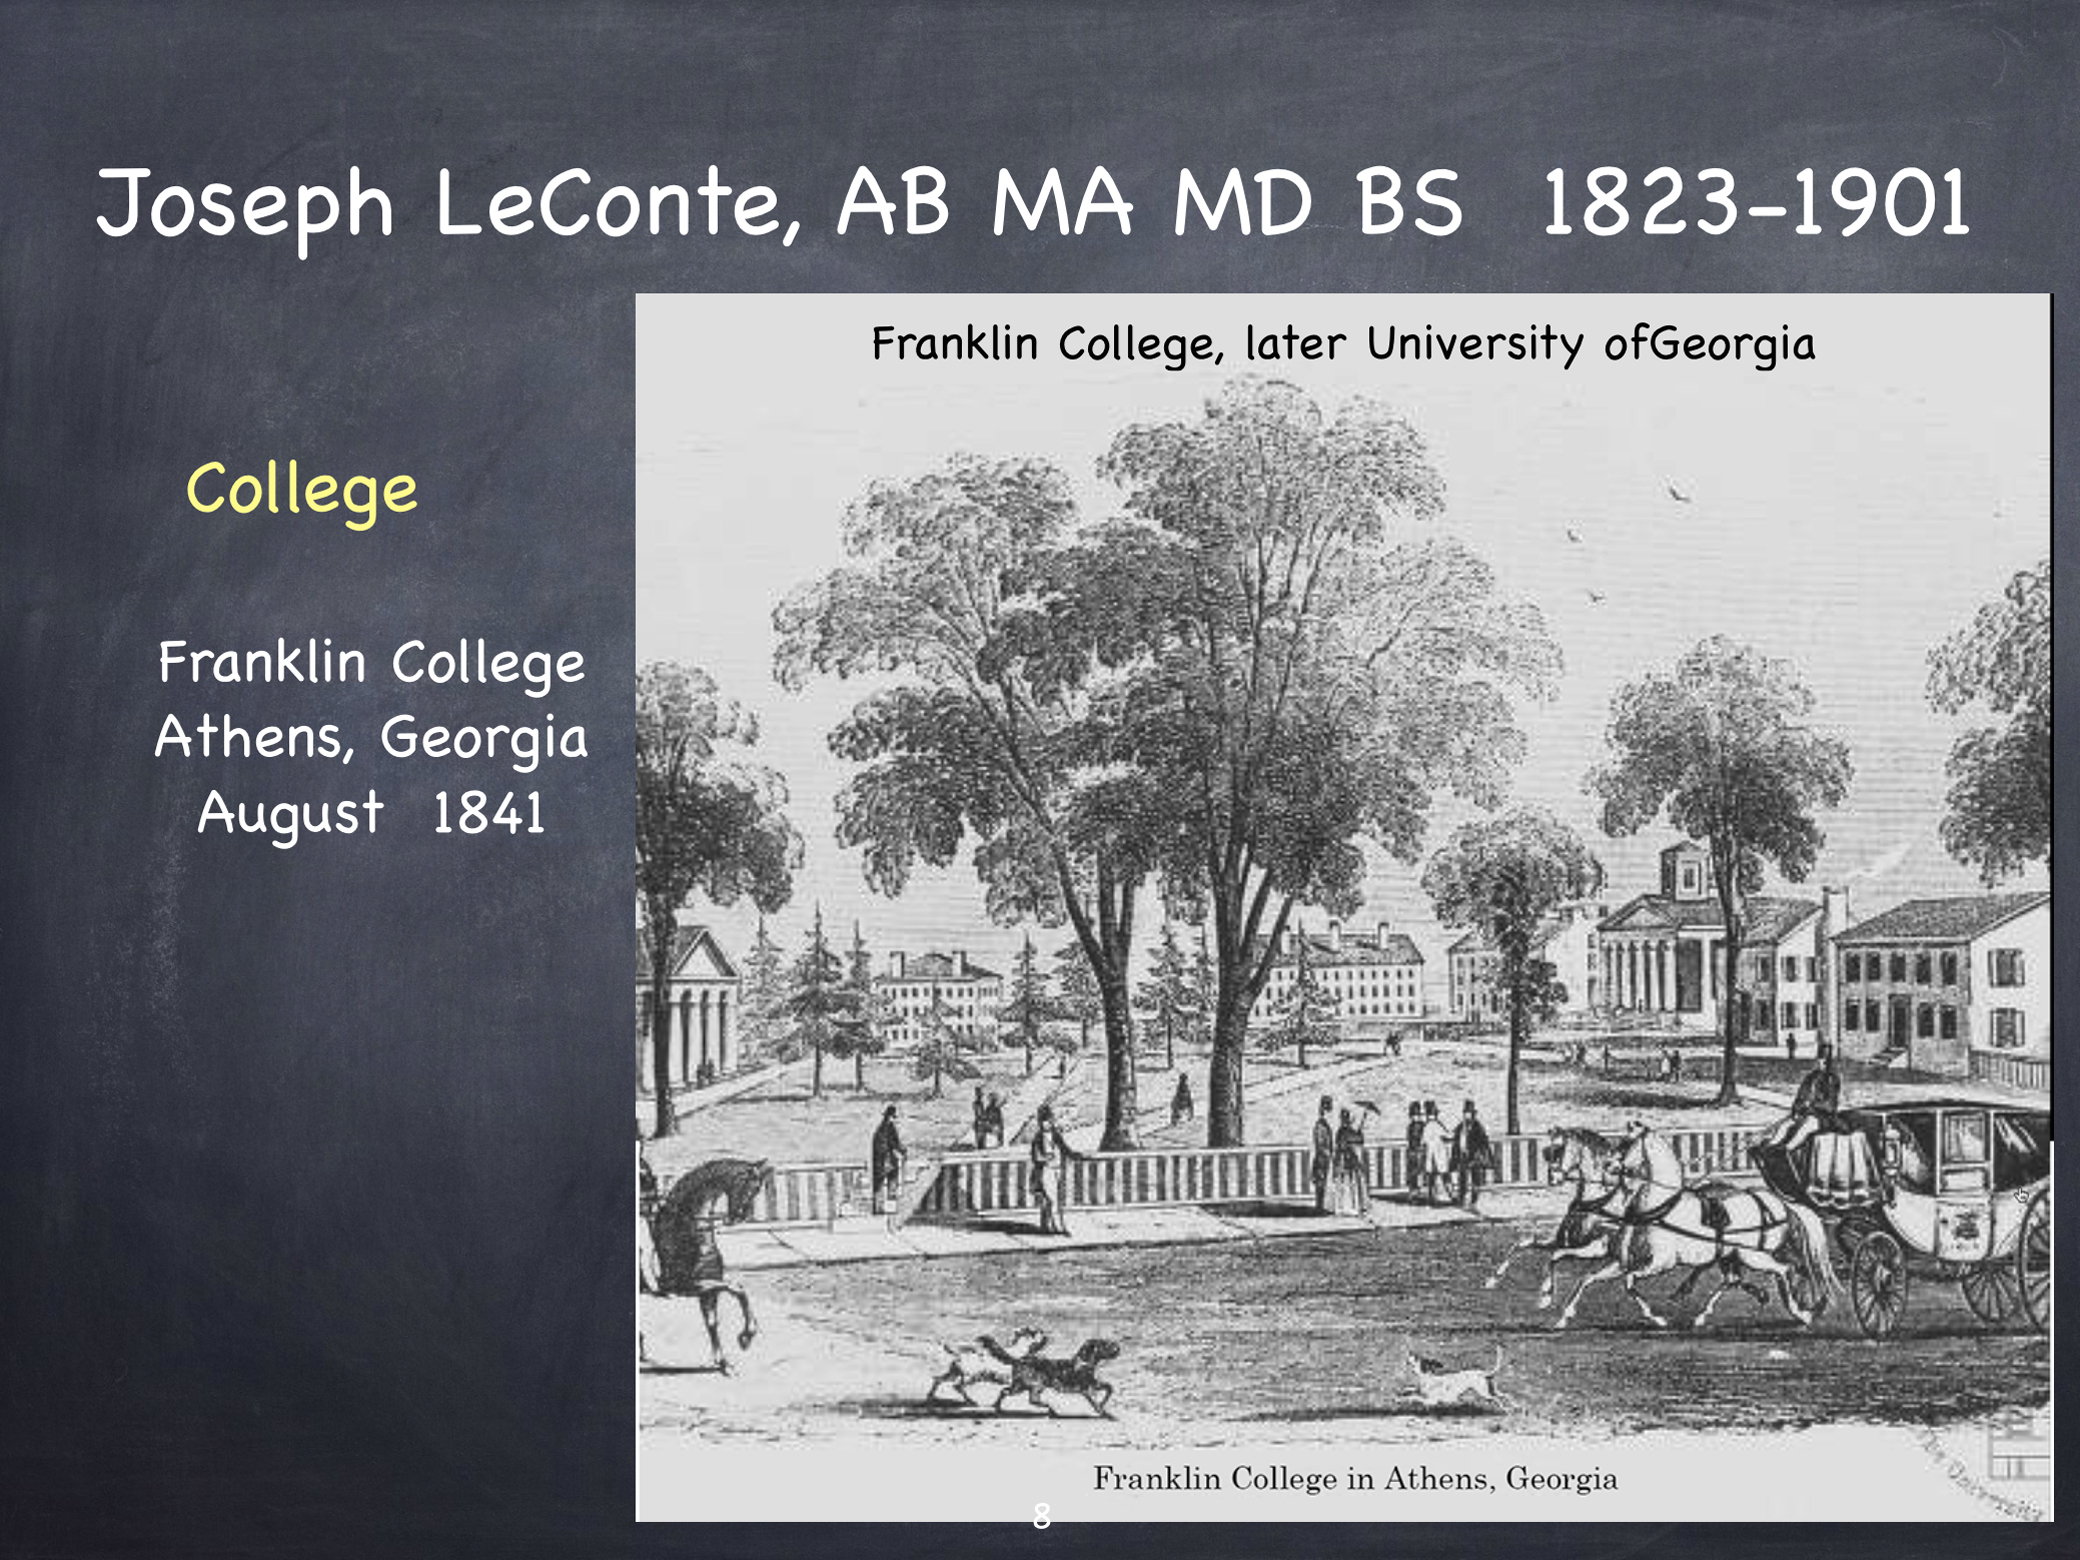 Joseph LeConte, AB MA MD BS 1823-1901
Franklin College, later University ofGeorgia
College
Franklin College
Athens, Georgia
August 1841
Franklin College in Athens, Georgia
University
8